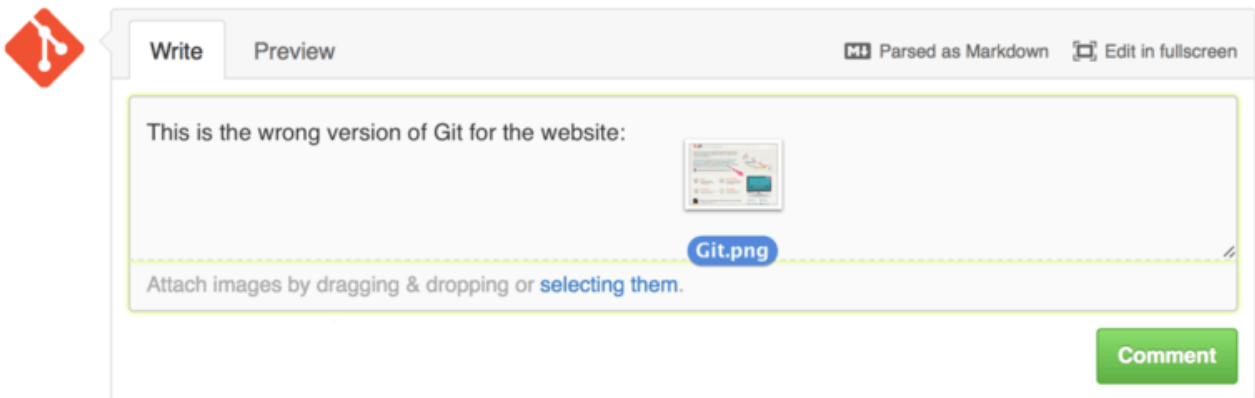 Write
Preview
Parsed as Markdown
Edit in fullscreen
This is the wrong version of Git for the website:
Git.png
Attach images by dragging & dropping or selecting them.
Comment